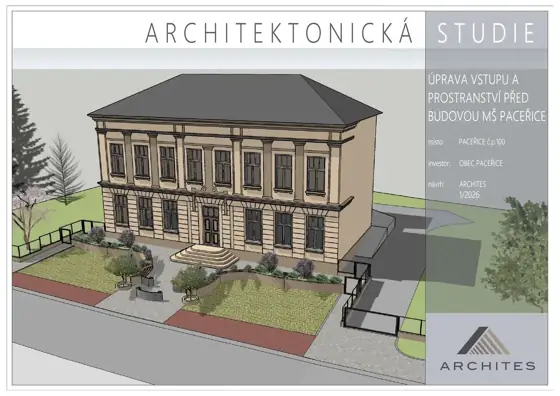 ARCHITEKTONICKÁ STUDIE
ÚPRAVA VSTUPU A
PROSTRANSTVÍ PŘED
BUDOVOU MŠ PACEŘICE
místo: PACEŘICE č.p.100
investor: OBEC PACEŘICE
návrh: ARCHITES
1/2026
ARCHITES